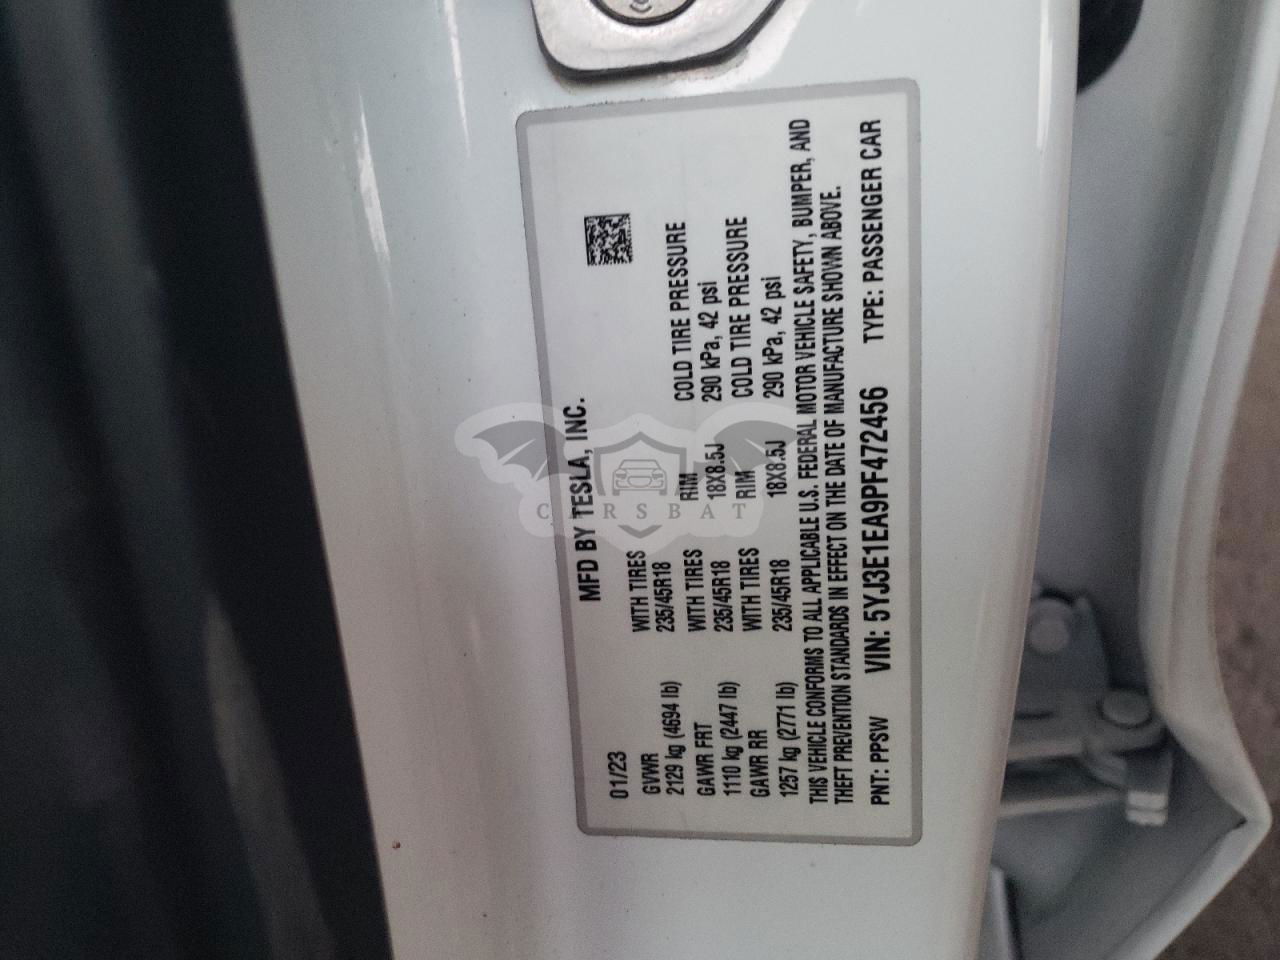 MFD BY TESLA, INC.
01/23
GVWR WITH TIRES RIM COLD TIRE PRESSURE
2129 kg (4694 lb) 235/45R18 18X8.5J 290 kPa, 42 psi
GAWR FRT WITH TIRES RIM COLD TIRE PRESSURE
1110 kg (2447 lb) 235/45R18 18X8.5J 290 kPa, 42 psi
GAWR RR WITH TIRES
1257 kg (2771 lb) 235/45R18
THIS VEHICLE CONFORMS TO ALL APPLICABLE U.S. FEDERAL MOTOR VEHICLE SAFETY, BUMPER, AND
THEFT PREVENTION STANDARDS IN EFFECT ON THE DATE OF MANUFACTURE SHOWN ABOVE.
PNT: PPSW VIN: 5YJ3E1EA9PF472456 TYPE: PASSENGER CAR
CARSBAT